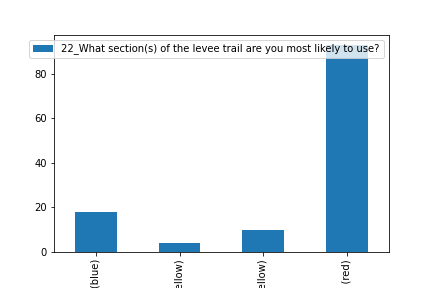 22_What section(s) of the levee trail are you most likely to use?
80
60
40
20
0
(blue)
ellow)
ellow)
(red)